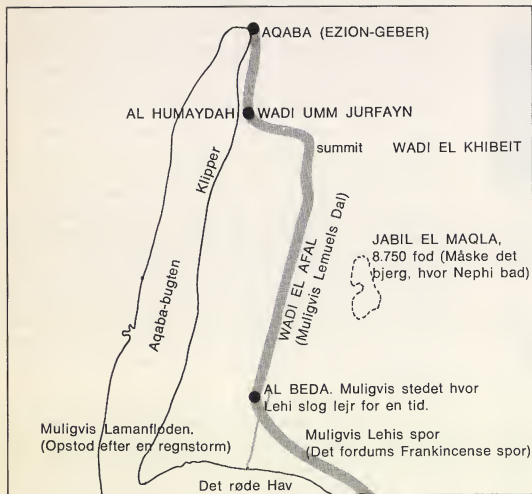 AQABA (EZION-GEBER)
AL HUMAYDAH
WADI UMM JURFAYN
summit
WADI EL KHIBEIT
Klipper
Aqaba-bugten
WADI EL AFAL
(Muligvis Lemuels Dal)
JABIL EL MAQLA,
8.750 fod (Måske det
bjerg, hvor Nephi bad)
AL BEDA. Muligvis stedet hvor
Lehi slog lejr for en tid.
Muligvis Lamanfloden.
(Opstod efter en regnstorm)
Muligvis Lehis spor
(Det fordums Frankincense spor)
Det røde Hav